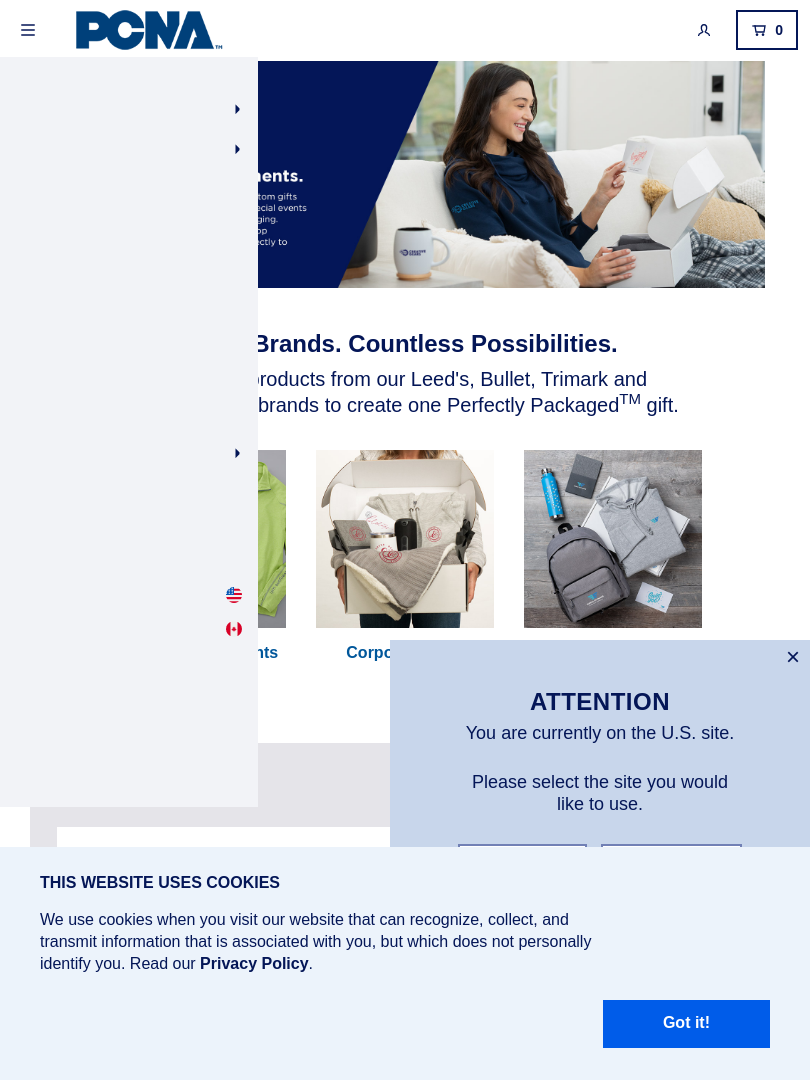 PCNA™
0
nents.
tom gifts
ecial events
ging.
op
ectly to
Brands. Countless Possibilities.
products from our Leed's, Bullet, Trimark and
brands to create one Perfectly PackagedTM gift.
nts
Corpo
×
ATTENTION
You are currently on the U.S. site.
Please select the site you would
like to use.
THIS WEBSITE USES COOKIES
We use cookies when you visit our website that can recognize, collect, and
transmit information that is associated with you, but which does not personally
identify you. Read our Privacy Policy.
Got it!